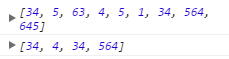 [34, 5, 63, 4, 5, 1, 34, 564,
645]
[34, 4, 34, 564]